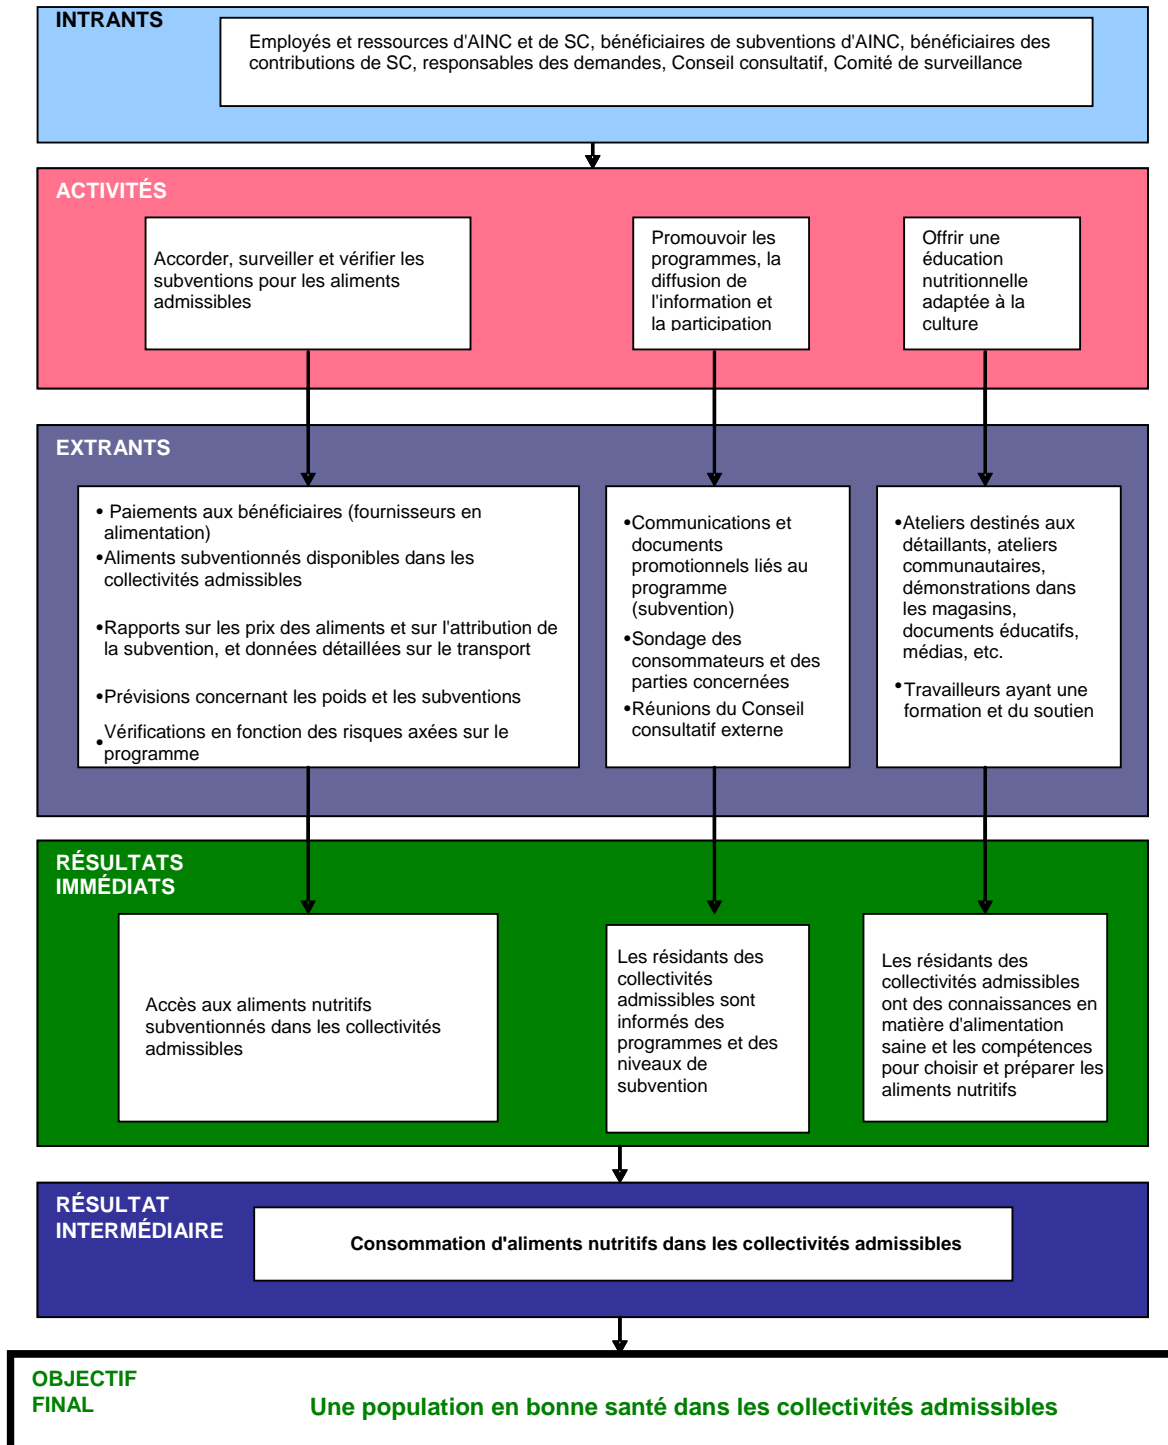 INTRANTS
Employés et ressources d'AINC et de SC, bénéficiaires de subventions d'AINC, bénéficiaires des
contributions de SC, responsables des demandes, Conseil consultatif, Comité de surveillance
ACTIVITÉS
Accorder, surveiller et vérifier les
subventions pour les aliments
admissibles
Promouvoir les
programmes, la
diffusion de
l'information et
la participation
Offrir une
éducation
nutritionnelle
adaptée à la
culture
EXTRANTS
• Paiements aux bénéficiaires (fournisseurs en
alimentation)
•Aliments subventionnés disponibles dans les
collectivités admissibles
•Rapports sur les prix des aliments et sur l'attribution de
la subvention, et données détaillées sur le transport
•Prévisions concernant les poids et les subventions
•Vérifications en fonction des risques axées sur le
programme
•Communications et
documents
promotionnels liés au
programme
(subvention)
•Sondage des
consommateurs et des
parties concernées
•Réunions du Conseil
consultatif externe
•Ateliers destinés aux
détaillants, ateliers
communautaires,
démonstrations dans
les magasins,
documents éducatifs,
médias, etc.
•Travailleurs ayant une
formation et du soutien
RÉSULTATS
IMMÉDIATS
Accès aux aliments nutritifs
subventionnés dans les collectivités
admissibles
Les résidants des
collectivités
admissibles sont
informés des
programmes et des
niveaux de
subvention
Les résidants des
collectivités admissibles
ont des connaissances en
matière d'alimentation
saine et les compétences
pour choisir et préparer les
aliments nutritifs
RÉSULTAT
INTERMÉDIAIRE
Consommation d'aliments nutritifs dans les collectivités admissibles
OBJECTIF
FINAL
Une population en bonne santé dans les collectivités admissibles